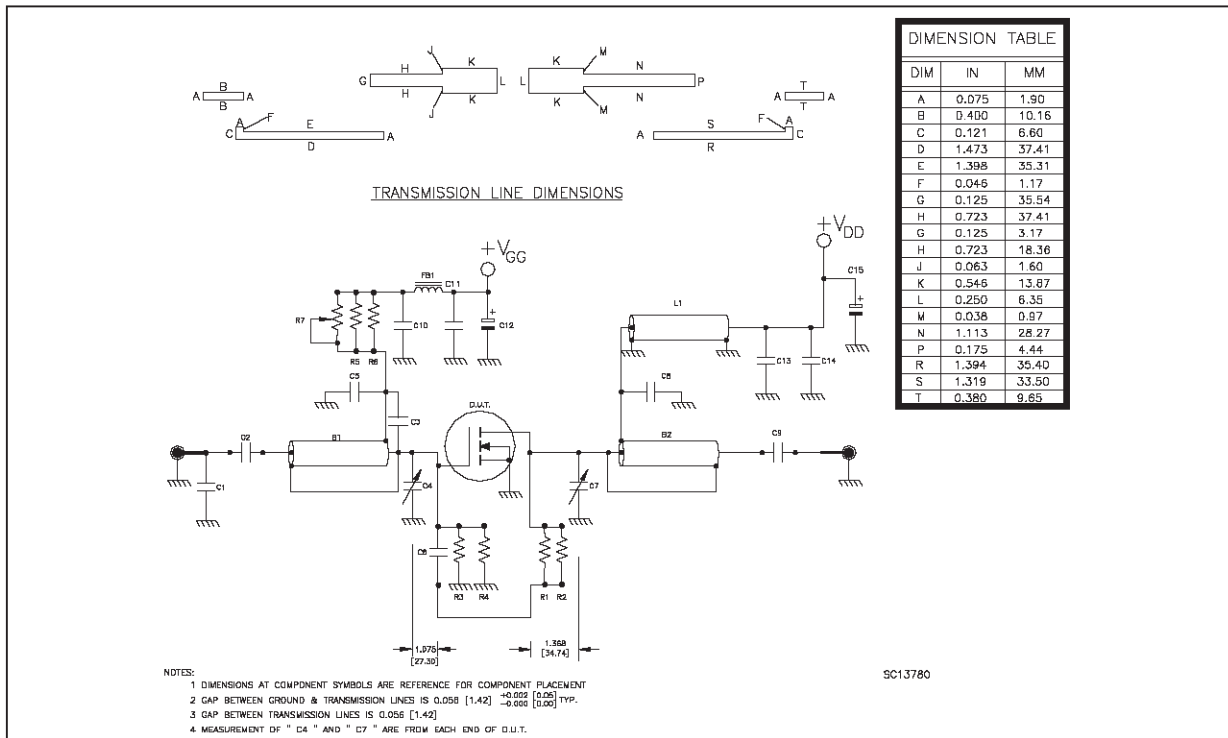 DIMENSION TABLE
DIM IN MM
A 0.075 1.90
B 0.400 10.16
C 0.121 6.60
D 1.473 37.41
E 1.398 35.31
F 0.046 1.17
G 0.125 35.54
H 0.723 37.41
G 0.125 3.17
H 0.723 18.36
J 0.063 1.60
K 0.546 13.87
L 0.250 6.35
M 0.038 0.97
N 1.113 28.27
P 0.175 4.44
R 1.394 35.40
S 1.319 33.50
T 0.380 9.65
J
K
M
H
K
N
G
L
L
P
H
K
K
N
J
M
B
A
A
B
T
A
A
T
A
F
E
C
A
D
S
F
A
A
C
R
TRANSMISSION LINE DIMENSIONS
+ VGG
+ VDD
FB1
C11
C15
L1
R7
C10
+
C12
+
C13
C14
R5
R6
C5
C8
C3
D.U.T.
C2
B1
B2
C9
C1
C4
C7
C6
R3
R4
R1
R2
1.075
[27.30]
1.368
[34.74]
SC13780
NOTES:
1 DIMENSIONS AT COMPONENT SYMBOLS ARE REFERENCE FOR COMPONENT PLACEMENT
2 GAP BETWEEN GROUND & TRANSMISSION LINES IS 0.056 [1.42] +0.002 [0.05] -0.000 [0.00] TYP.
3 GAP BETWEEN TRANSMISSION LINES IS 0.056 [1.42]
4 MEASUREMENT OF " C4 " AND " C7 " ARE FROM EACH END OF D.U.T.